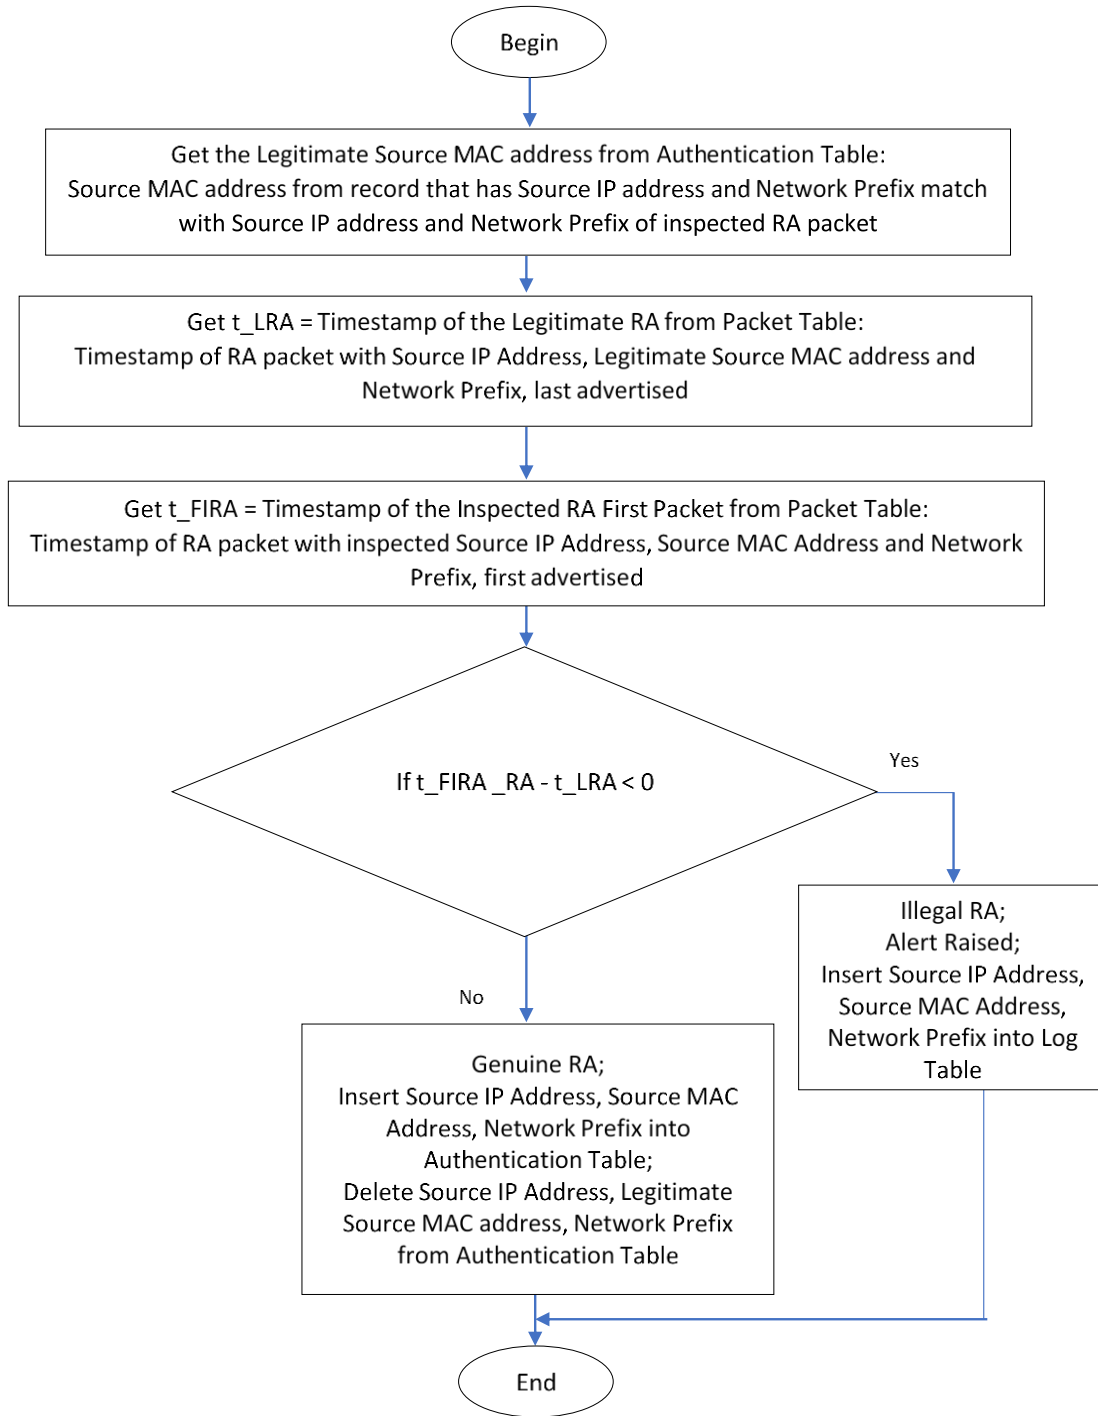 Begin
Get the Legitimate Source MAC address from Authentication Table:
Source MAC address from record that has Source IP address and Network Prefix match
with Source IP address and Network Prefix of inspected RA packet
Get t_LRA = Timestamp of the Legitimate RA from Packet Table:
Timestamp of RA packet with Source IP Address, Legitimate Source MAC address and
Network Prefix, last advertised
Get t_FIRA = Timestamp of the Inspected RA First Packet from Packet Table:
Timestamp of RA packet with inspected Source IP Address, Source MAC Address and Network
Prefix, first advertised
If t_FIRA _RA - t_LRA < 0
Yes
Illegal RA;
Alert Raised;
Insert Source IP Address,
Source MAC Address,
Network Prefix into Log
Table
No
Genuine RA;
Insert Source IP Address, Source MAC
Address, Network Prefix into
Authentication Table;
Delete Source IP Address, Legitimate
Source MAC address, Network Prefix
from Authentication Table
End